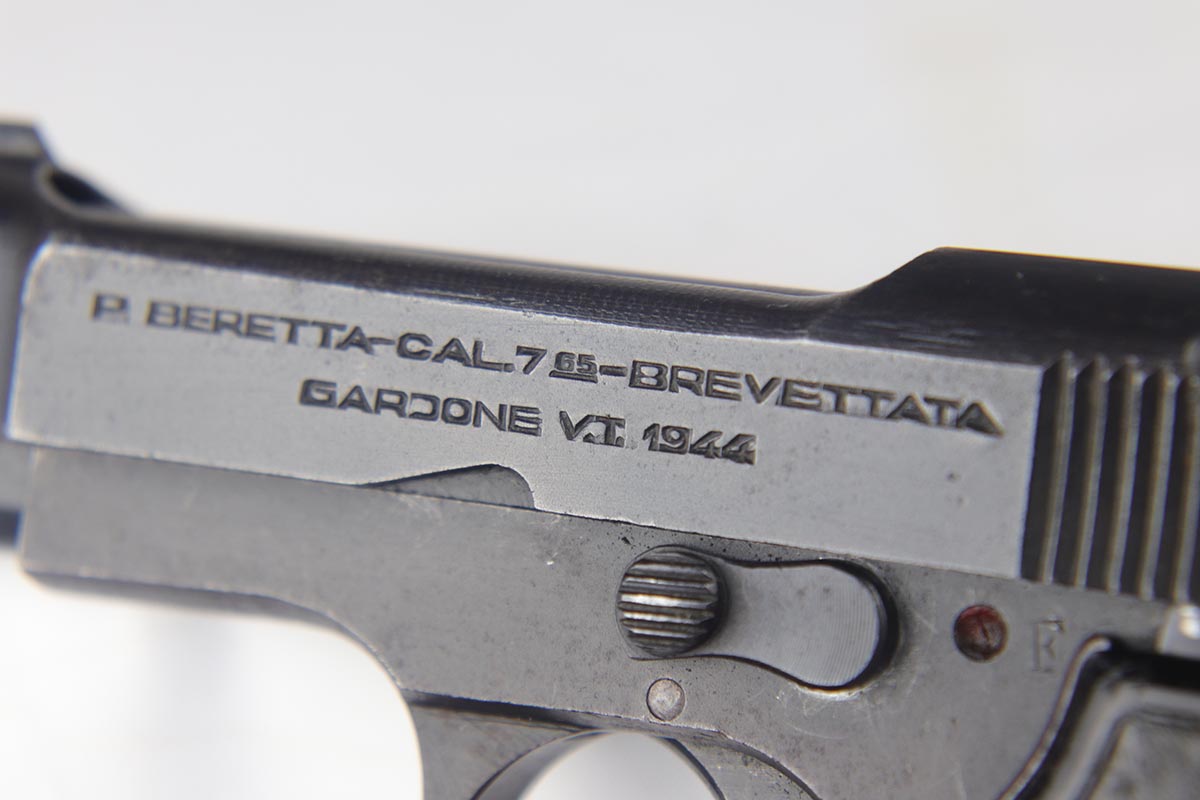 P. BERETTA-CAL.7 65-BREVETTATA
GARDONE V.T. 1944